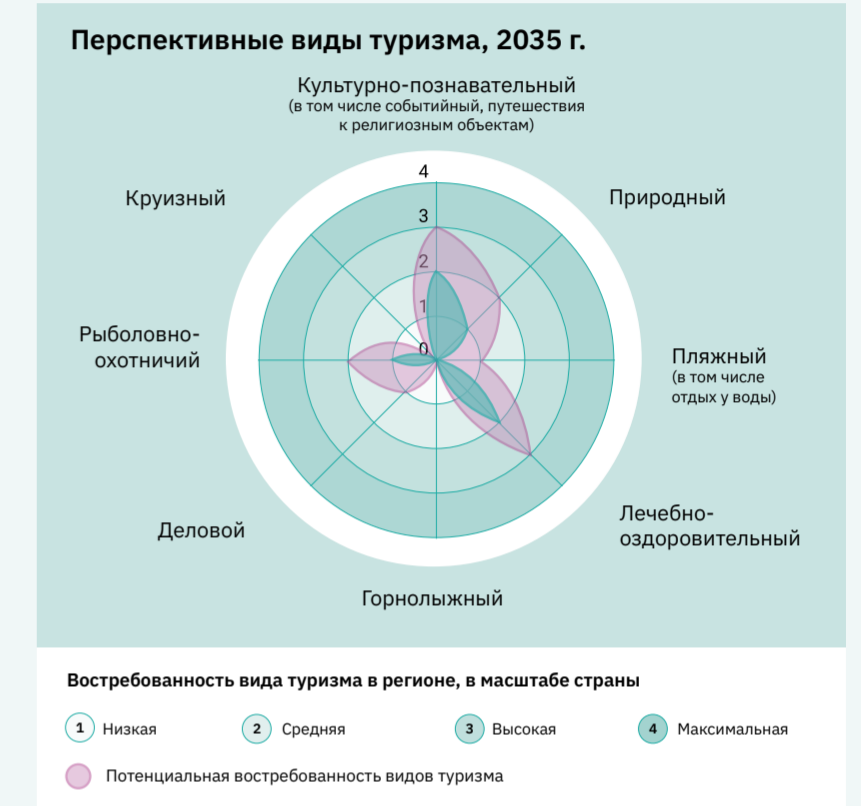 Перспективные виды туризма, 2035 г.
Культурно-познавательный
(в том числе событийный, путешествия
к религиозным объектам)
Круизный
Природный
4
3
2
1
0
Рыболовно-
охотничий
Пляжный
(в том числе
отдых у воды)
Лечебно-
оздоровительный
Деловой
Горнолыжный
Востребованность вида туризма в регионе, в масштабе страны
1 Низкая
2 Средняя
3 Высокая
4 Максимальная
Потенциальная востребованность видов туризма